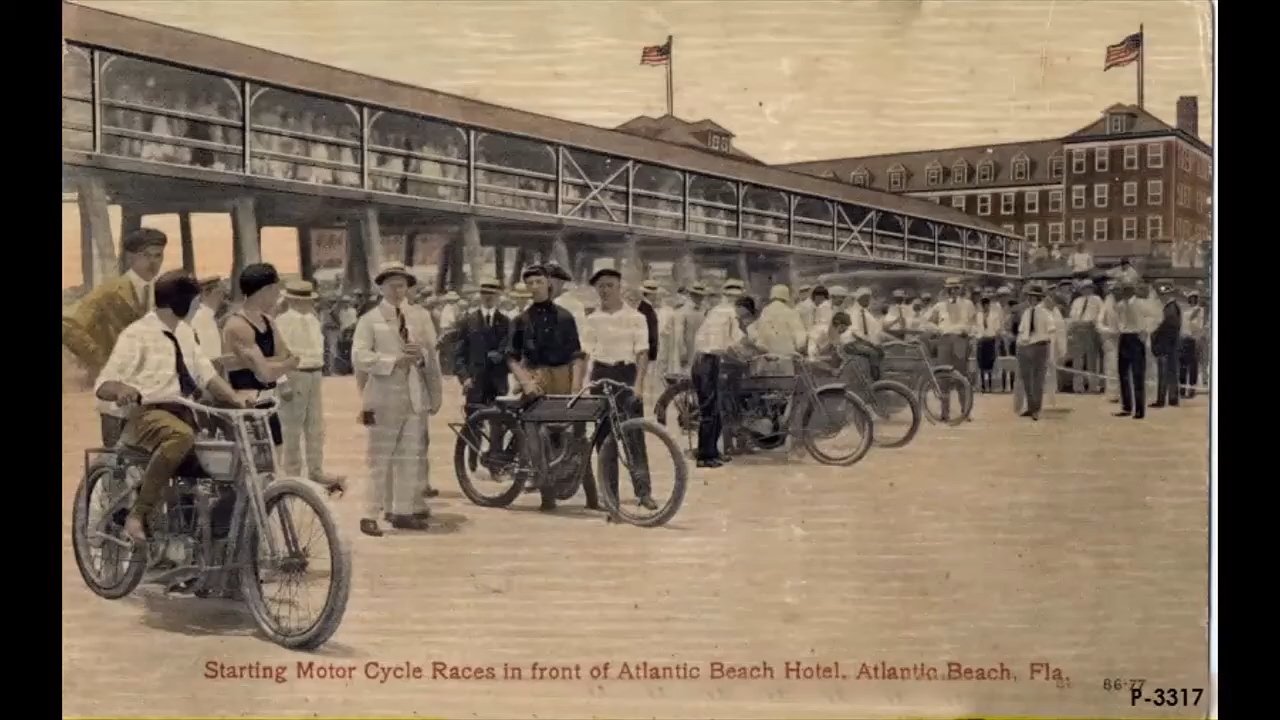 Starting Motor Cycle Races in front of Atlantic Beach Hotel. Atlantic Beach, Fla.
86-77
P-3317